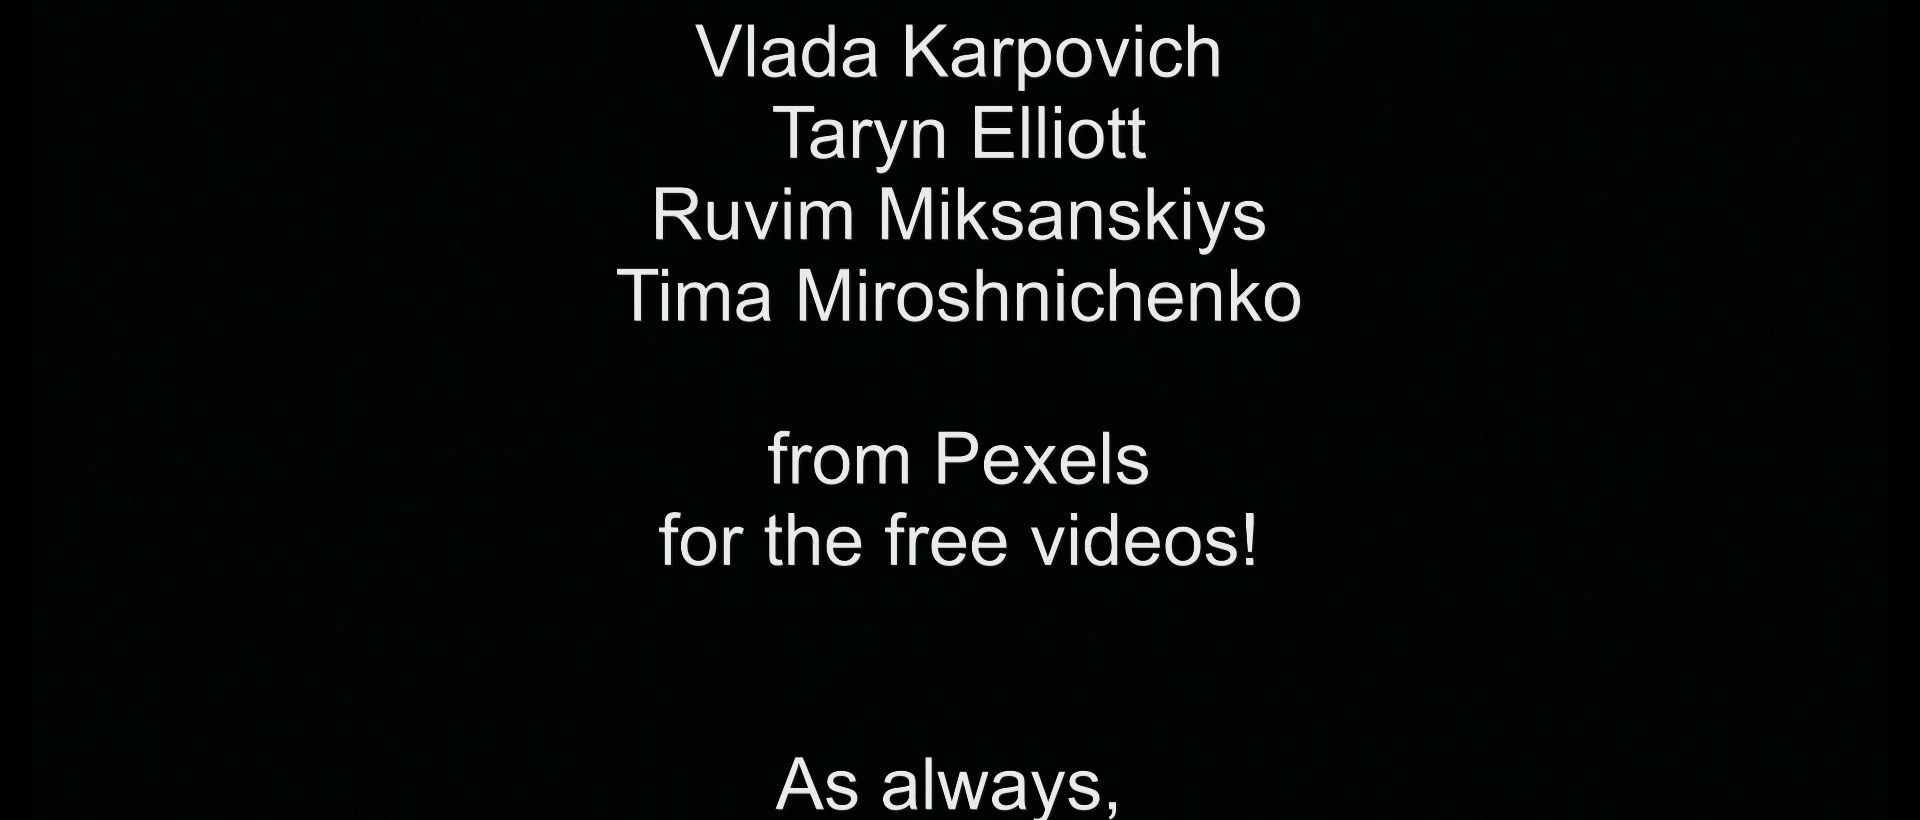 Vlada Karpovich
Taryn Elliott
Ruvim Miksanskiys
Tima Miroshnichenko
from Pexels
for the free videos!
As always,